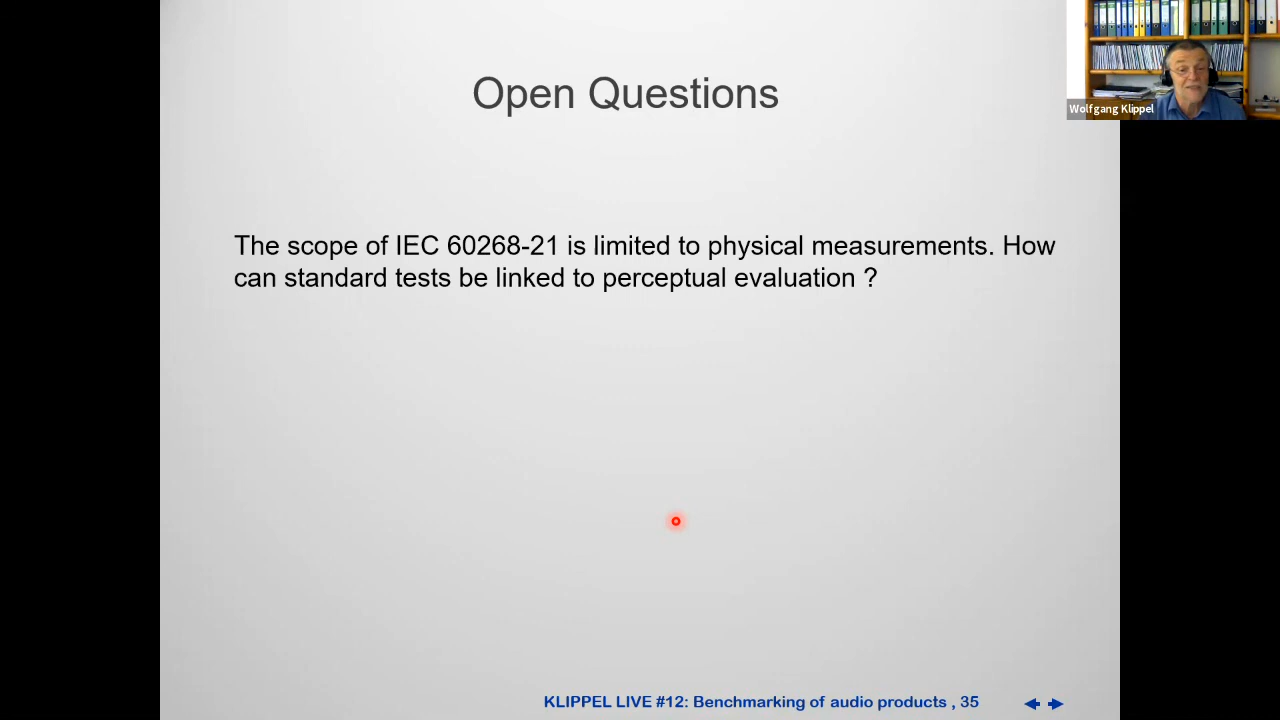 Open Questions
Wolfgang Klippel
The scope of IEC 60268-21 is limited to physical measurements. How
can standard tests be linked to perceptual evaluation ?
KLIPPEL LIVE #12: Benchmarking of audio products , 35